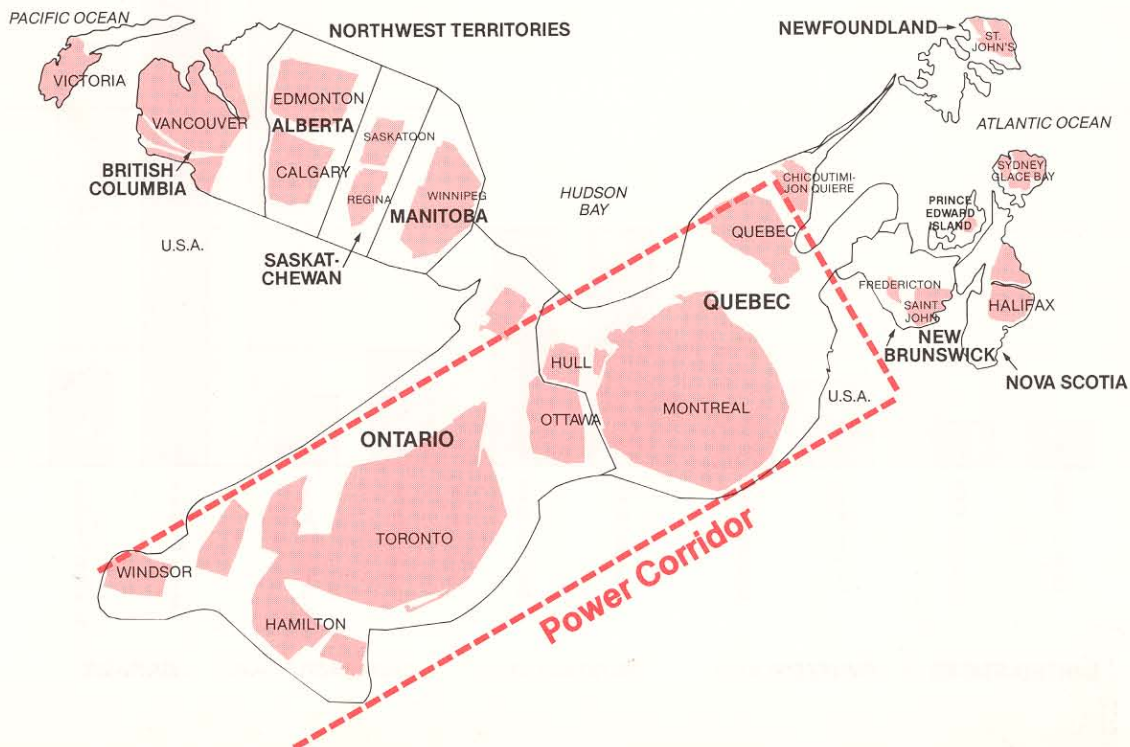 PACIFIC OCEAN
NORTHWEST TERRITORIES
NEWFOUNDLAND
ST.
JOHN'S
VICTORIA
EDMONTON
ALBERTA
VANCOUVER
SASKATOON
ATLANTIC OCEAN
BRITISH
COLUMBIA
CALGARY
REGINA
WINNIPEG
MANITOBA
HUDSON
BAY
CHICOUTIMI-
JON QUIERE
SYDNEY
GLACE BAY
PRINCE
EDWARD
ISLAND
U.S.A.
SASKAT-
CHEWAN
QUEBEC
QUEBEC
FREDERICTON
SAINT
JOHN
HALIFAX
NEW
BRUNSWICK
NOVA SCOTIA
HULL
OTTAWA
MONTREAL
U.S.A.
ONTARIO
TORONTO
WINDSOR
HAMILTON
Power Corridor